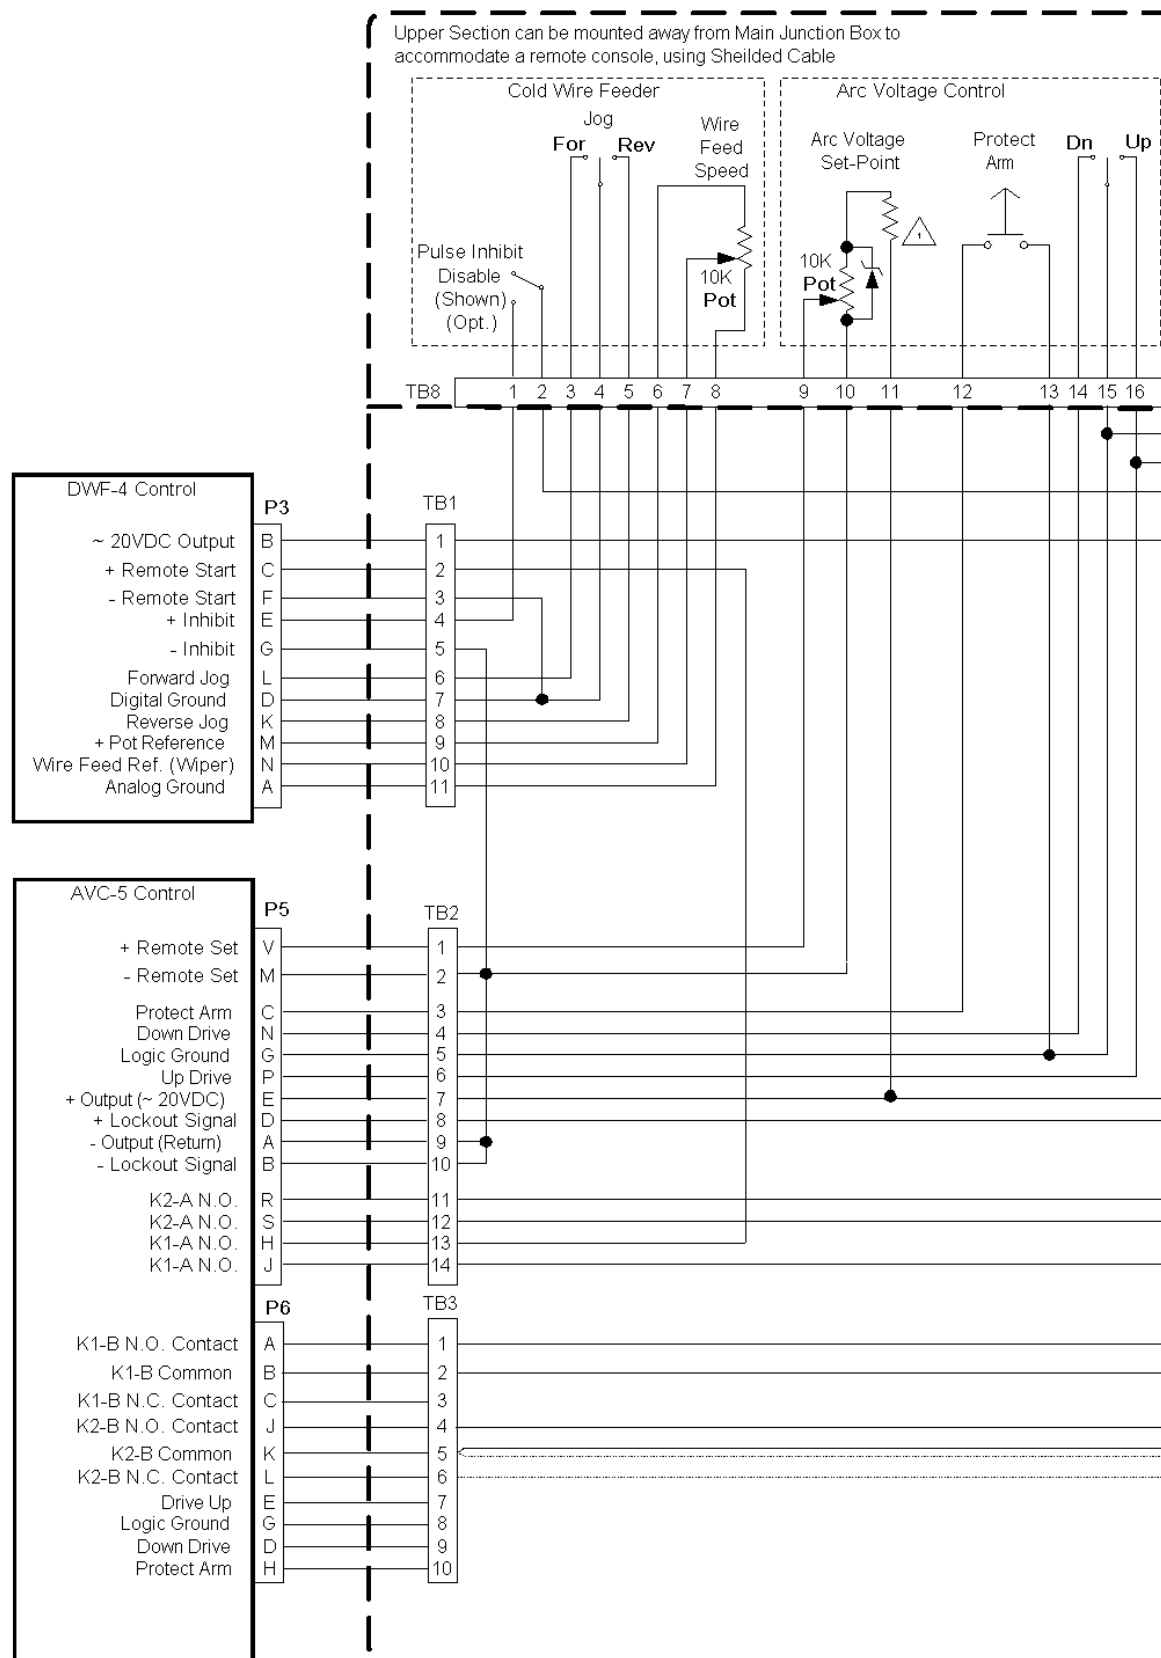 Upper Section can be mounted away from Main Junction Box to
accommodate a remote console, using Sheilded Cable
Cold Wire Feeder
Jog
For Rev
Wire
Feed
Speed
Pulse Inhibit
Disable
(Shown)
(Opt.)
10K
Pot
Arc Voltage Control
Arc Voltage
Set-Point
Protect
Arm
Dn Up
10K
Pot
1
TB8 1 2 3 4 5 6 7 8 9 10 11 12 13 14 15 16
DWF-4 Control
P3
TB1
~ 20VDC Output B 1
+ Remote Start C 2
- Remote Start F 3
+ Inhibit E 4
- Inhibit G 5
Forward Jog L 6
Digital Ground D 7
Reverse Jog K 8
+ Pot Reference M 9
Wire Feed Ref. (Wiper) N 10
Analog Ground A 11
AVC-5 Control
P5
TB2
+ Remote Set V 1
- Remote Set M 2
Protect Arm C 3
Down Drive N 4
Logic Ground G 5
Up Drive P 6
+ Output (~ 20VDC) E 7
+ Lockout Signal D 8
- Output (Return) A 9
- Lockout Signal B 10
K2-A N.O. R 11
K2-A N.O. S 12
K1-A N.O. H 13
K1-A N.O. J 14
P6
TB3
K1-B N.O. Contact A 1
K1-B Common B 2
K1-B N.C. Contact C 3
K2-B N.O. Contact J 4
K2-B Common K 5
K2-B N.C. Contact L 6
Drive Up E 7
Logic Ground G 8
Down Drive D 9
Protect Arm H 10